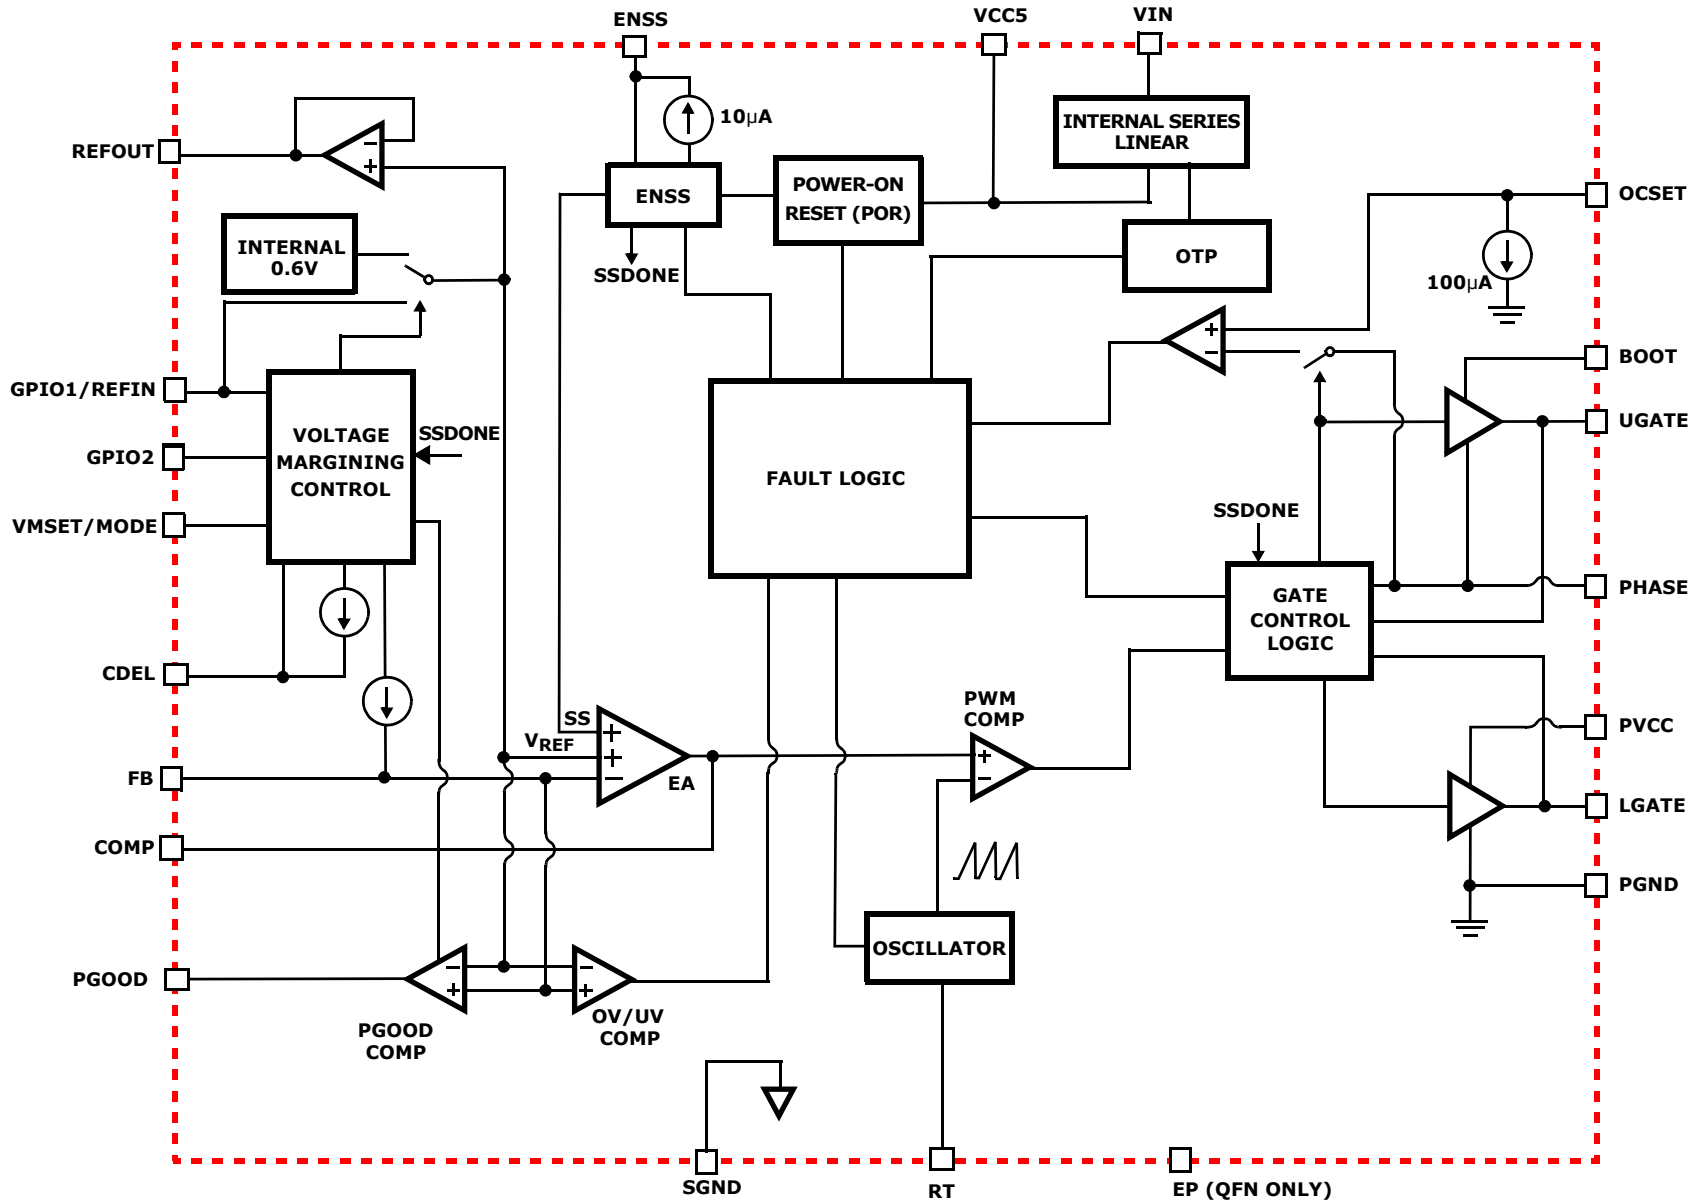 ENSS
VCC5
VIN
REFOUT
-
+
10µA
INTERNAL SERIES
LINEAR
ENSS
POWER-ON
RESET (POR)
OCSET
INTERNAL
0.6V
SSDONE
OTP
100µA
+
-
BOOT
GPIO1/REFIN
UGATE
VOLTAGE
MARGINING
CONTROL
SSDONE
GPIO2
FAULT LOGIC
VMSET/MODE
SSDONE
GATE
CONTROL
LOGIC
PHASE
CDEL
SS
VREF
+
+
-
EA
PWM
COMP
+
-
PVCC
FB
LGATE
COMP
PGND
OSCILLATOR
PGOOD
-
+
-
+
PGOOD
COMP
OV/UV
COMP
SGND
RT
EP (QFN ONLY)